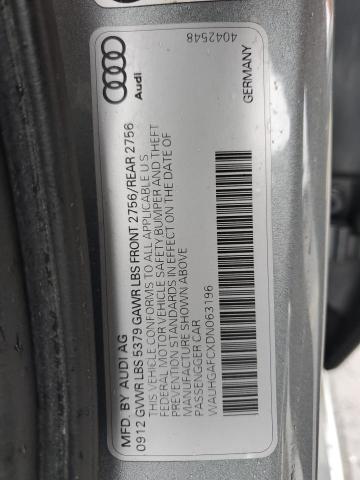 Audi
4042548
GERMANY
MFD. BY AUDI AG
0912 GVWR LBS 5379 GAWR LBS FRONT 2756/REAR 2756
THIS VEHICLE CONFORMS TO ALL APPLICABLE U S
FEDERAL MOTOR VEHICLE SAFETY,BUMPER AND THEFT
PREVENTION STANDARDS IN EFFECT ON THE DATE OF
MANUFACTURE SHOWN ABOVE
PASSENGGER CAR
WAUHGAFCXDN063196